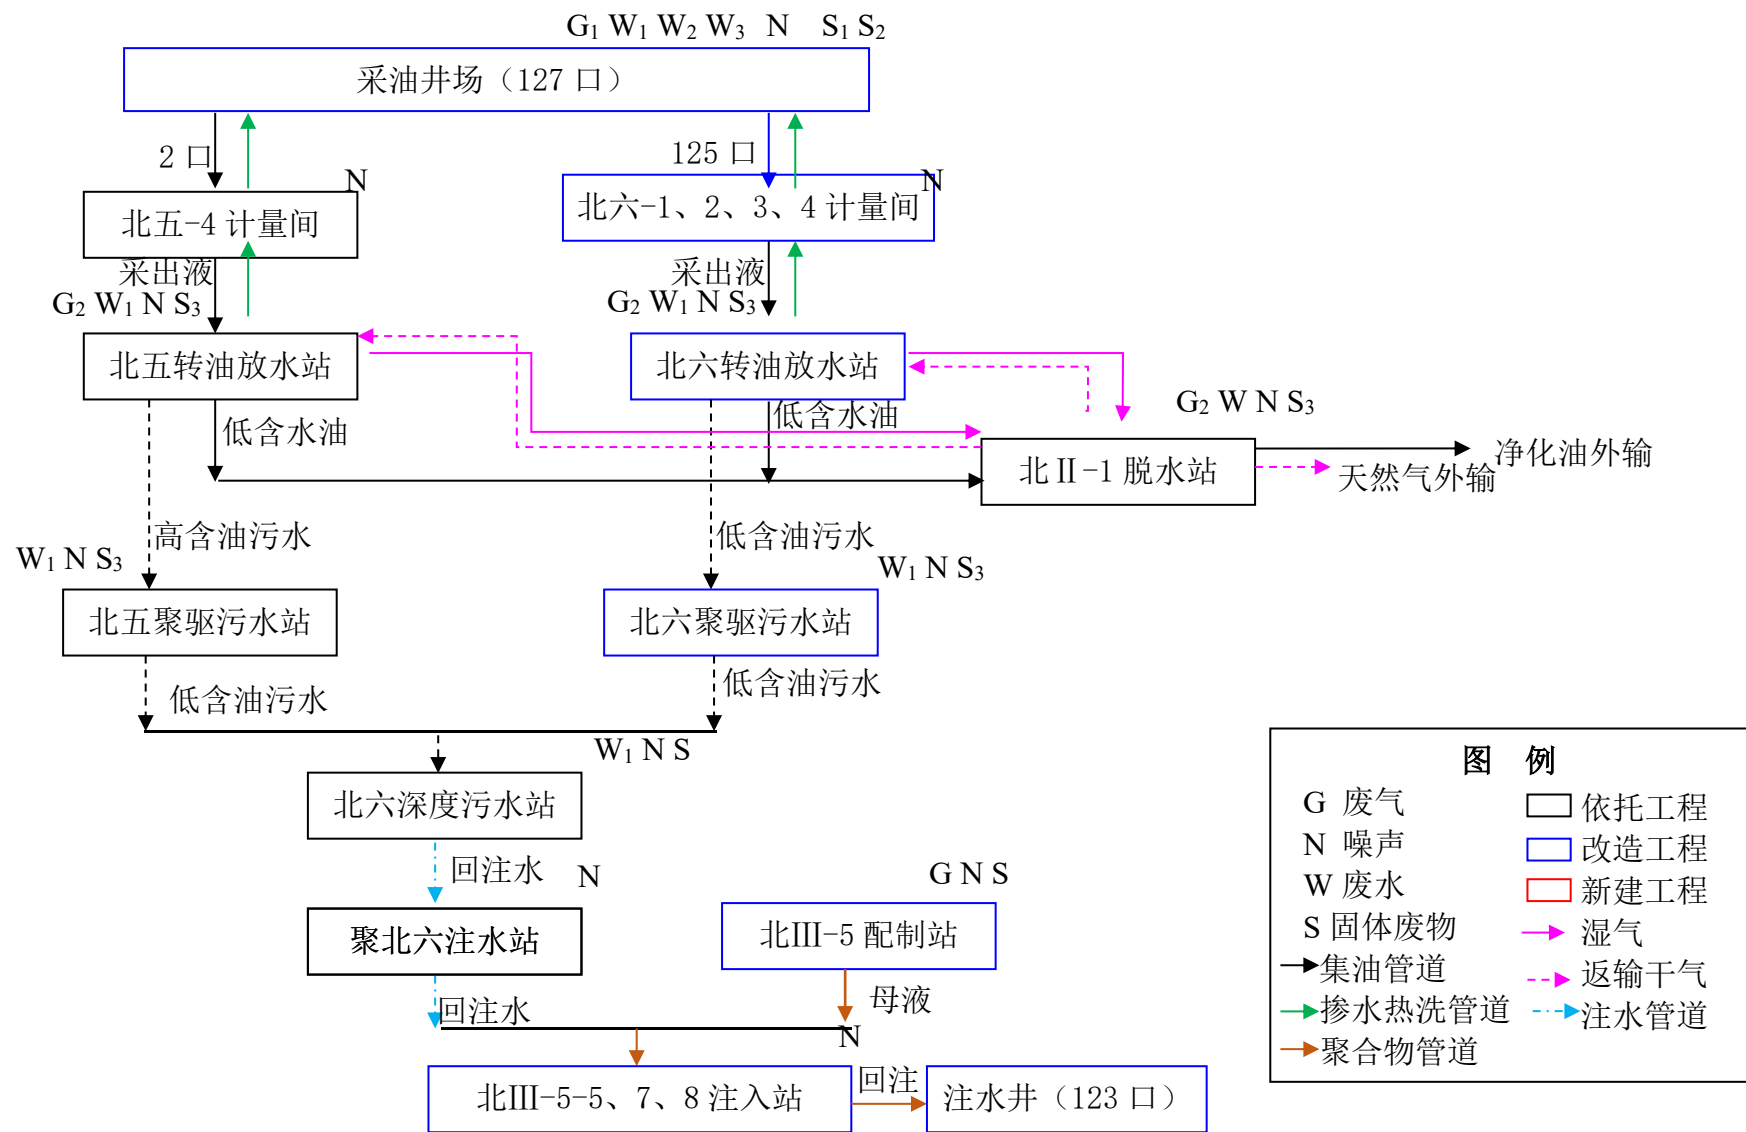 G₁ W₁ W₂ W₃ N S₁ S₂
采油井场（127 口）
2 口
125 口
N
N
北五-4 计量间
北六-1、2、3、4 计量间
采出液
采出液
G₂ W₁ N S₃
G₂ W₁ N S₃
北五转油放水站
北六转油放水站
G₂ W N S₃
低含水油
低含水油
北Ⅱ-1 脱水站
净化油外输
天然气外输
高含油污水
低含油污水
W₁ N S₃
W₁ N S₃
北五聚驱污水站
北六聚驱污水站
低含油污水
低含油污水
W₁ N S
北六深度污水站
回注水
N
G N S
聚北六注水站
北Ⅲ-5 配制站
回注水
母液
N
北Ⅲ-5-5、7、8 注入站
回注
注水井（123 口）
图 例
G 废气
依托工程
N 噪声
改造工程
W 废水
新建工程
S 固体废物
湿气
集油管道
返输干气
掺水热洗管道
注水管道
聚合物管道